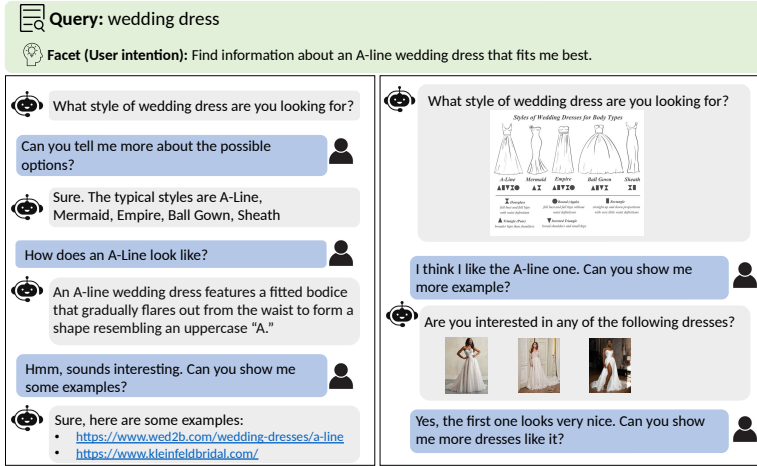 Query: wedding dress
Facet (User intention): Find information about an A-line wedding dress that fits me best.
What style of wedding dress are you looking for?
Can you tell me more about the possible
options?
Sure. The typical styles are A-Line,
Mermaid, Empire, Ball Gown, Sheath
How does an A-Line look like?
An A-line wedding dress features a fitted bodice
that gradually flares out from the waist to form a
shape resembling an uppercase “A.”
Hmm, sounds interesting. Can you show me
some examples?
Sure, here are some examples:
• https://www.wed2b.com/wedding-dresses/a-line
• https://www.kleinfeldbridal.com/
What style of wedding dress are you looking for?
Styles of Wedding Dresses for Body Types
A-Line Mermaid Empire Ball Gown Sheath
Hourglass
Rectangle
Inverted Triangle
I think I like the A-line one. Can you show me
more example?
Are you interested in any of the following dresses?
Yes, the first one looks very nice. Can you show
me more dresses like it?